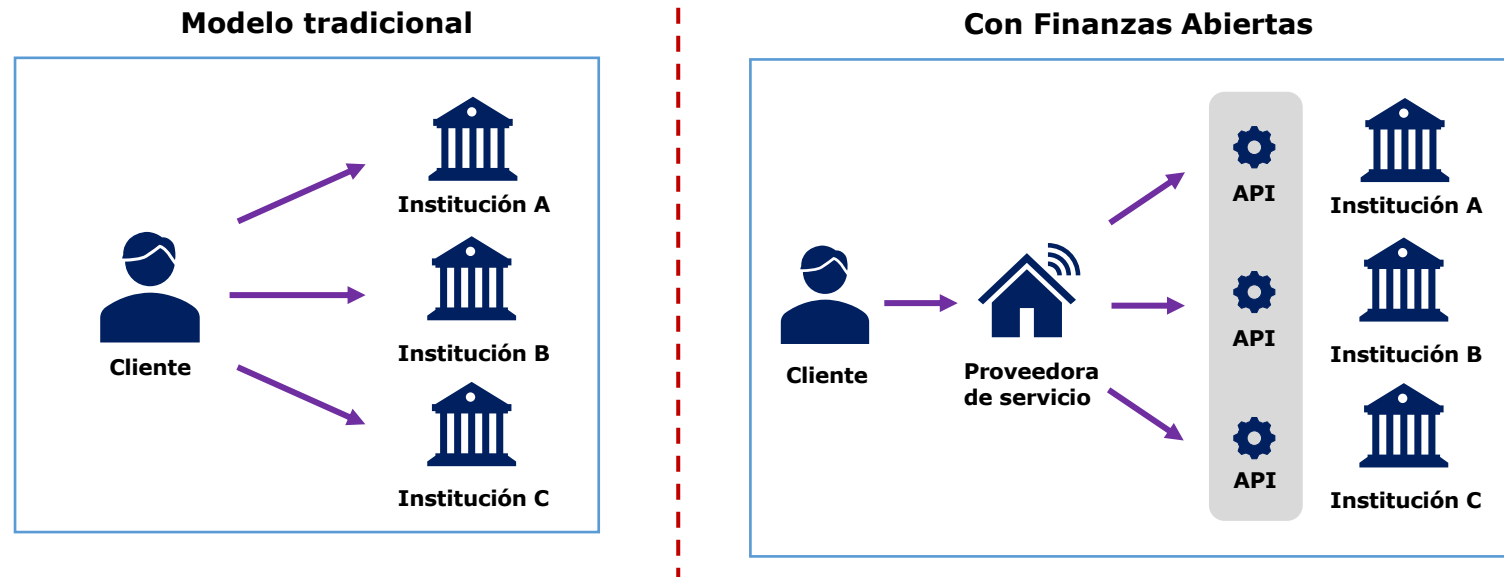 Modelo tradicional
Institución A
Institución B
Cliente
Institución C
Con Finanzas Abiertas
API
Institución A
API
Institución B
Cliente
Proveedora
de servicio
API
Institución C